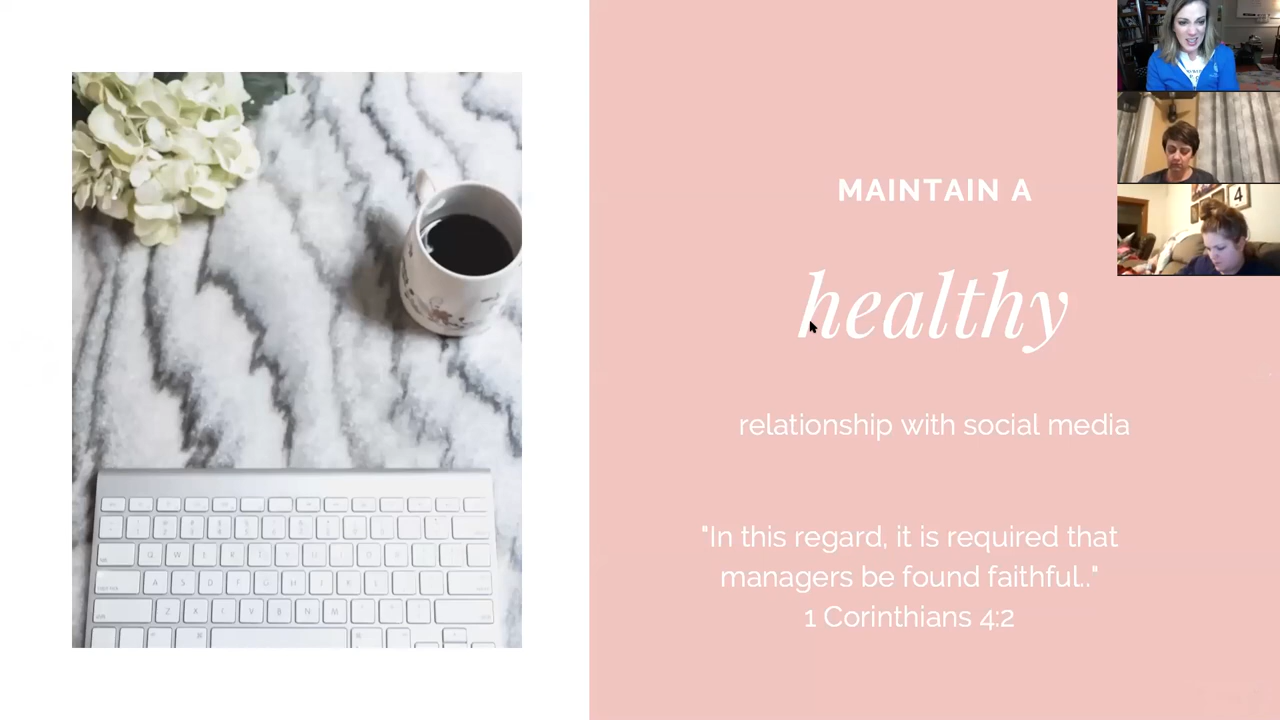 MAINTAIN A
healthy
relationship with social media
"In this regard, it is required that
managers be found faithful.."
1 Corinthians 4:2
4
Q W E R T Y U I O P
A S D F G H J K L
Z X C V B N M